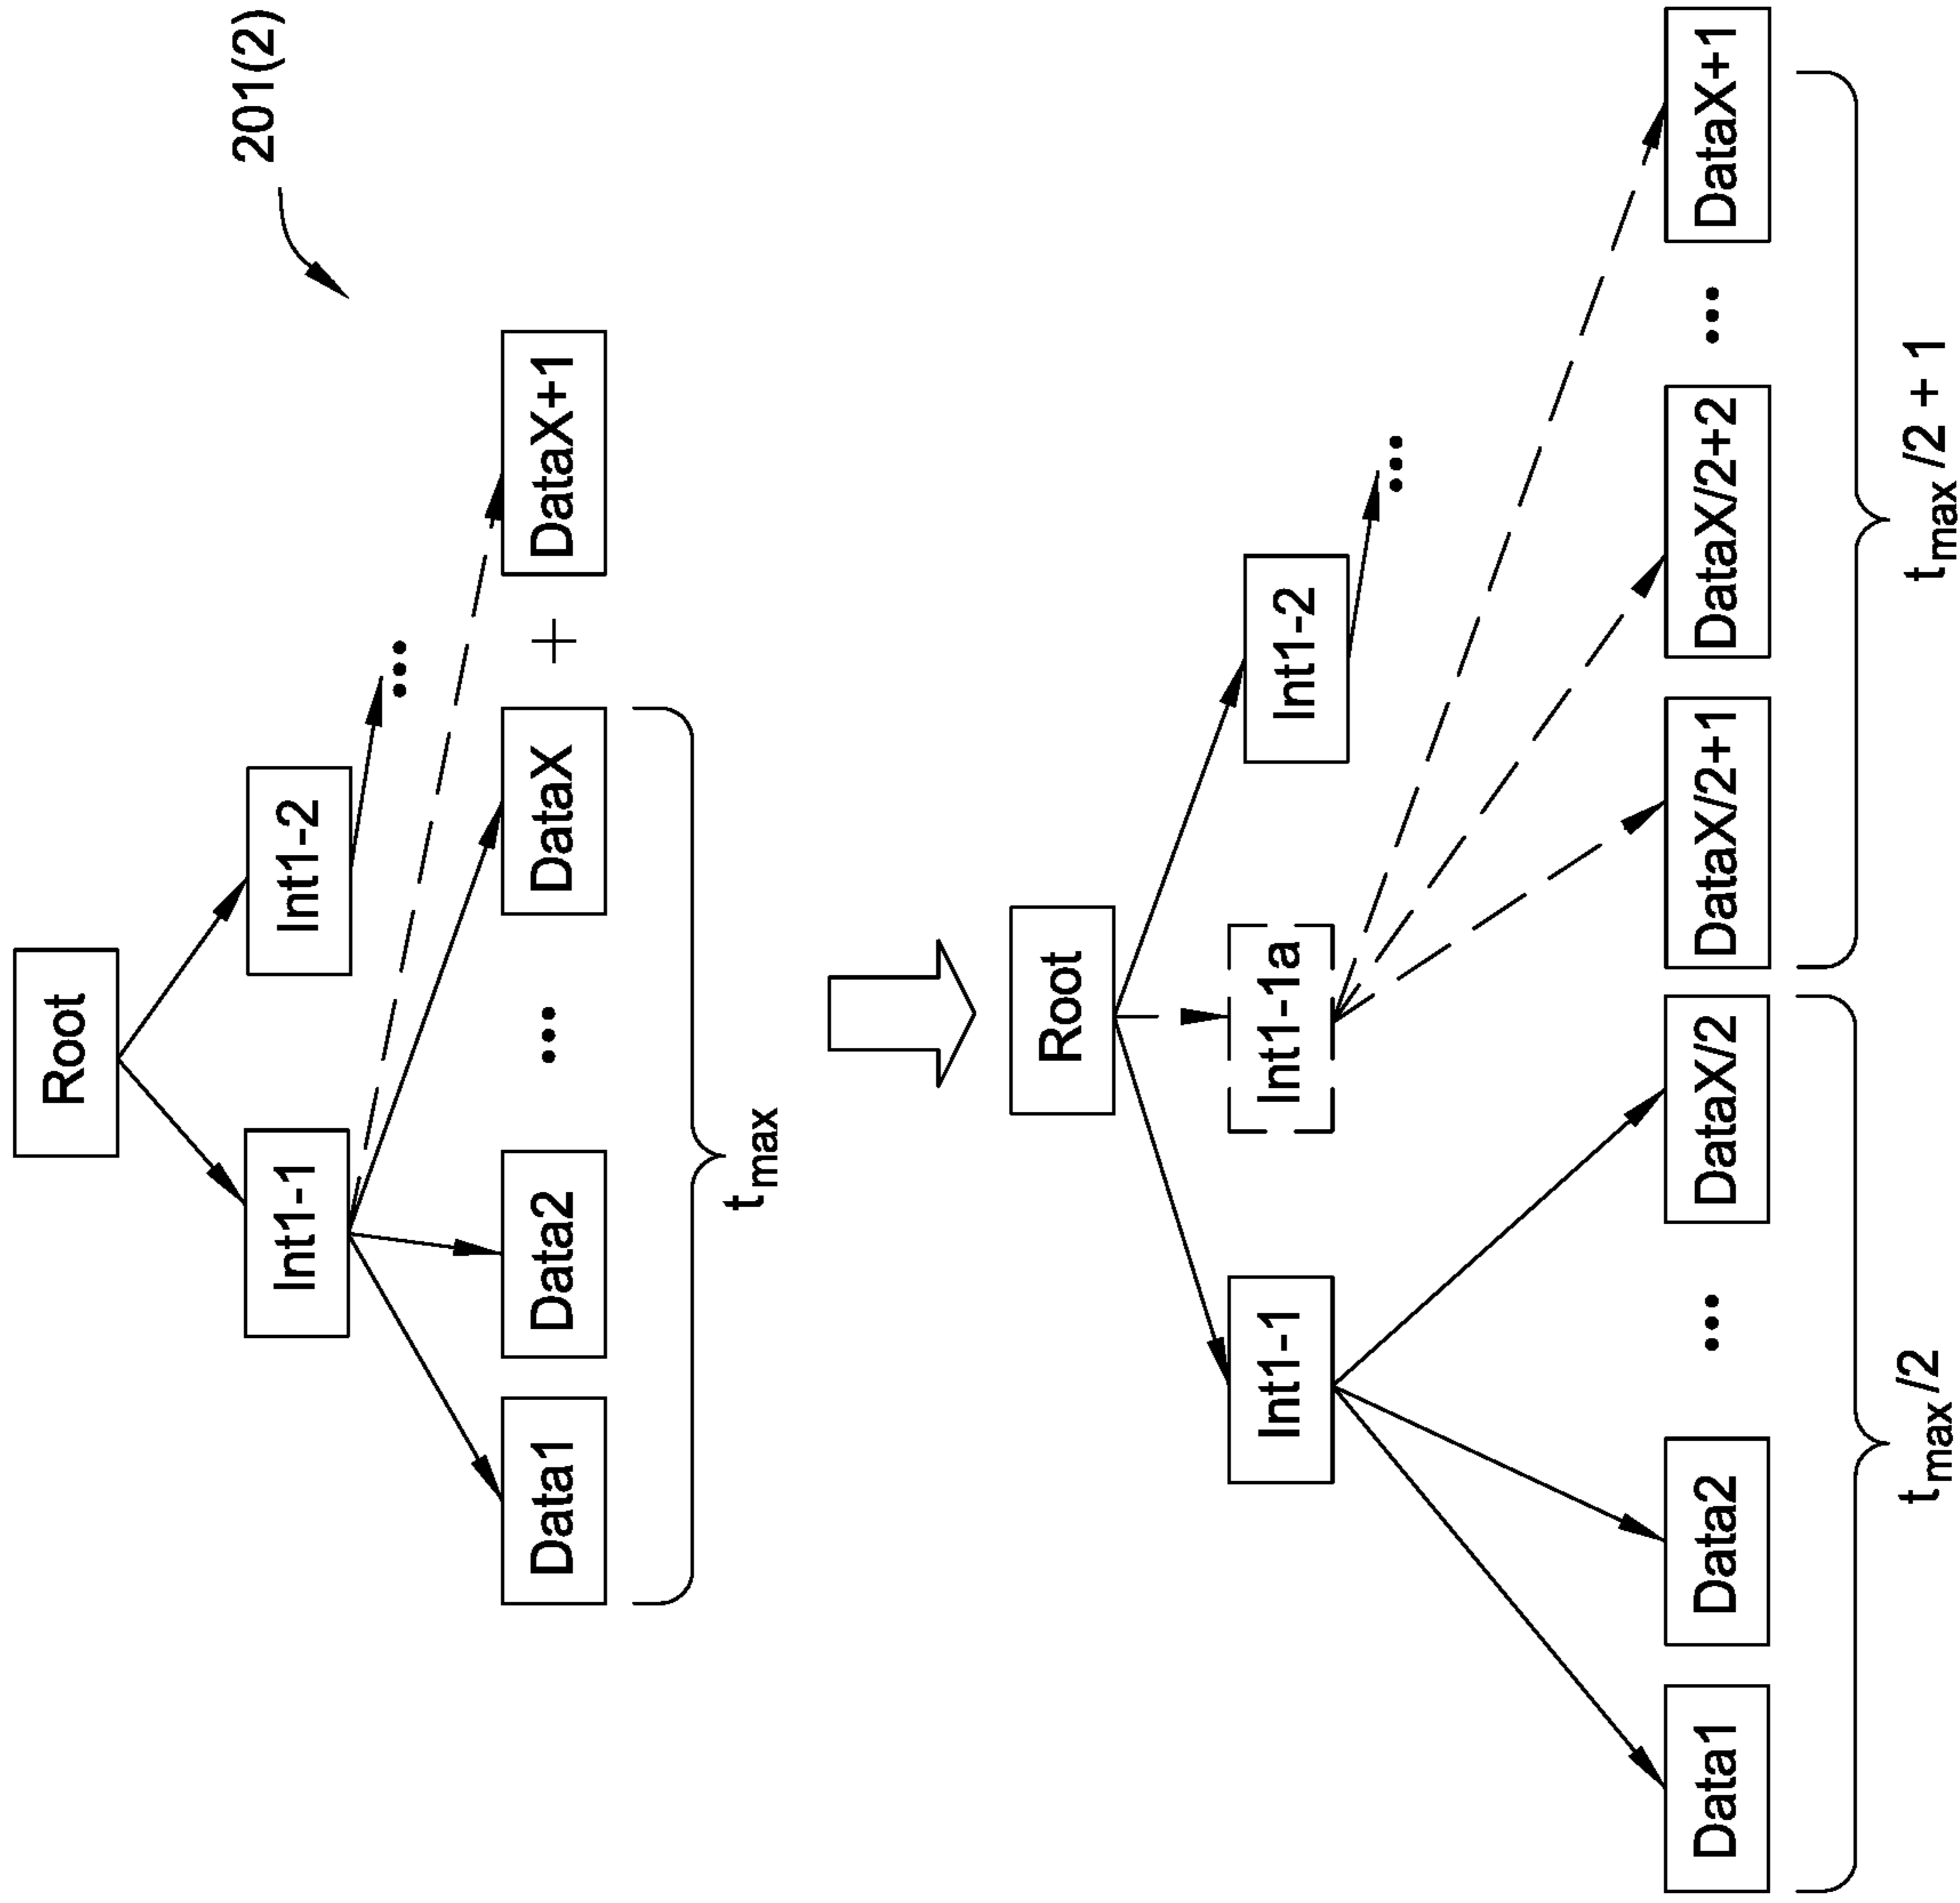 201(2)
Root
Int1-1
Int1-2
...
Data1
Data2
...
DataX
+
DataX+1
tmax
Root
Int1-1
Int1-1a
Int1-2
...
Data1
Data2
...
DataX/2
DataX/2+1
DataX/2+2
...
DataX+1
tmax/2
tmax/2 + 1